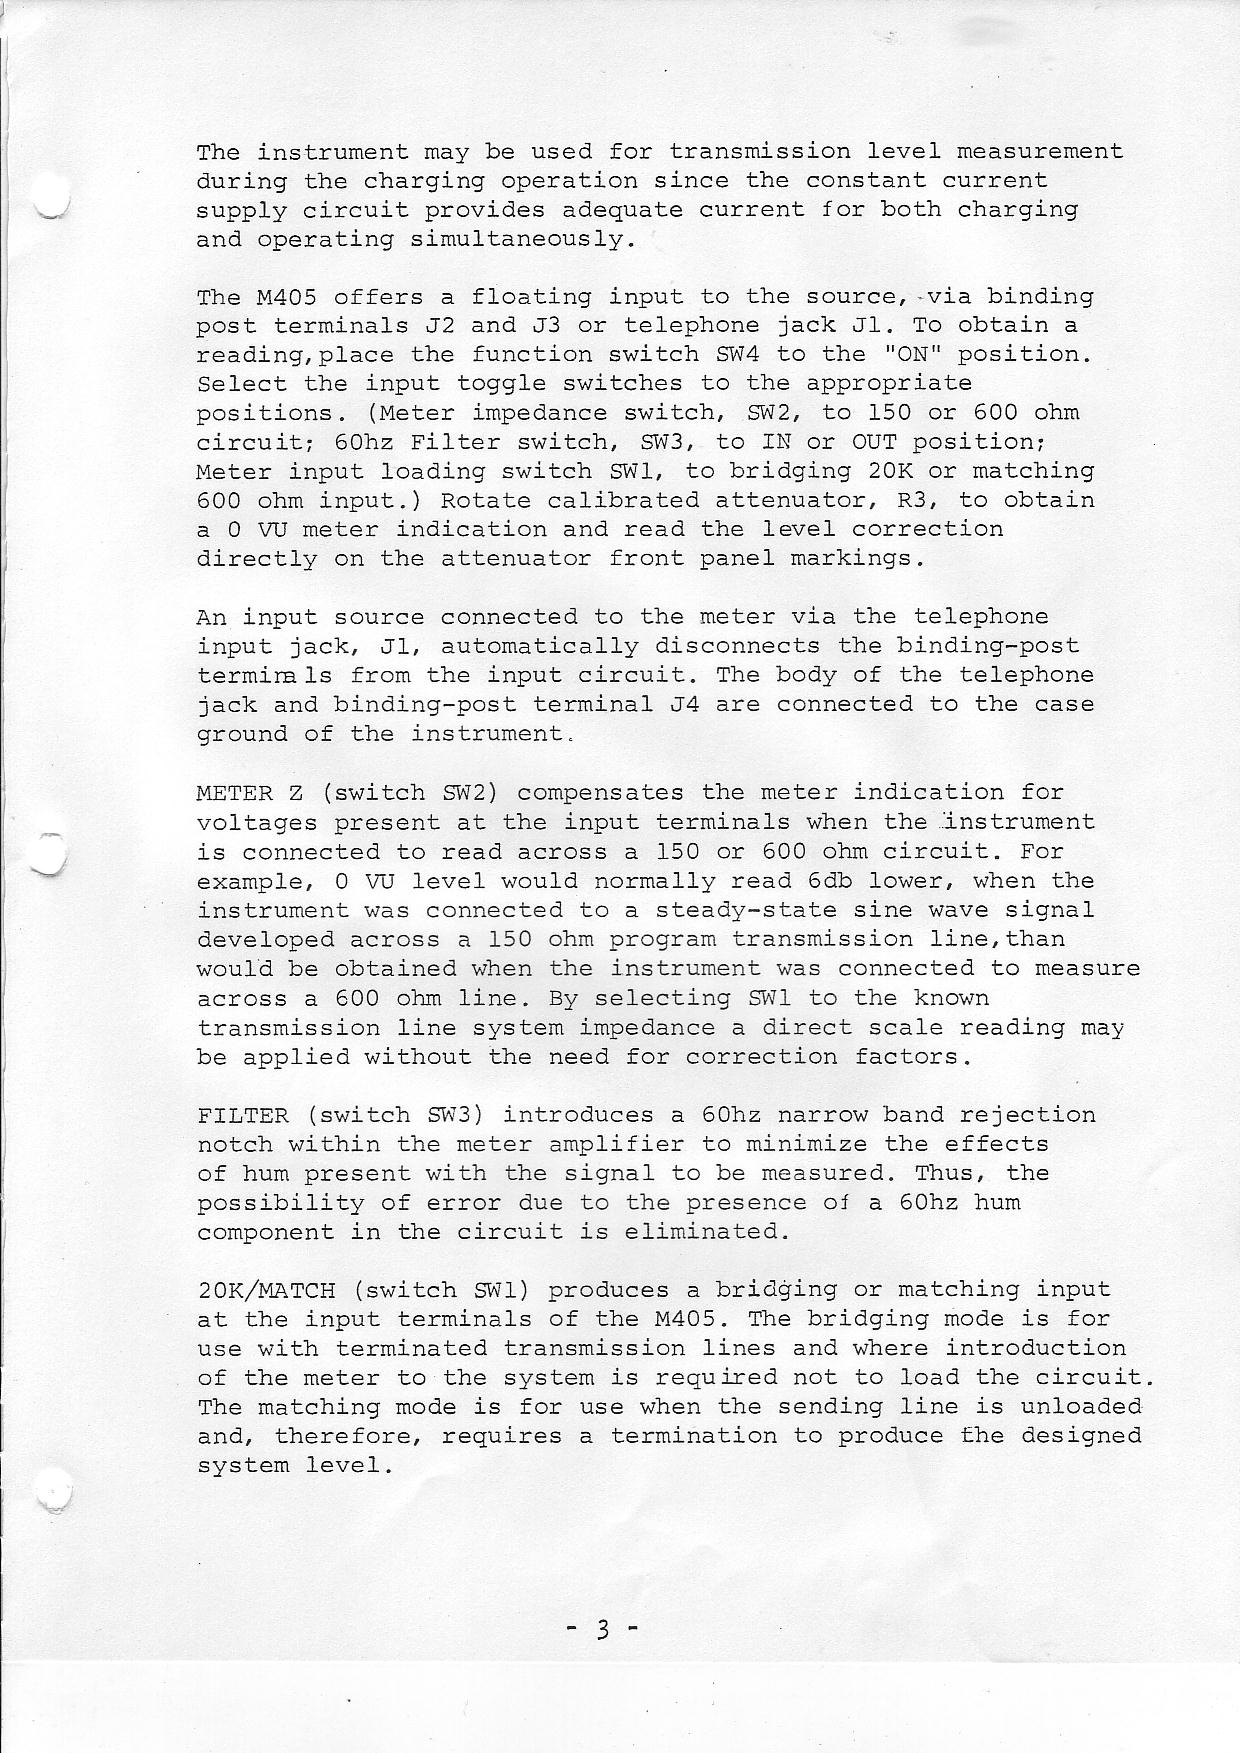 The instrument may be used for transmission level measurement
during the charging operation since the constant current
supply circuit provides adequate current for both charging
and operating simultaneously.
The M405 offers a floating input to the source, via binding
post terminals J2 and J3 or telephone jack J1. To obtain a
reading,place the function switch SW4 to the "ON" position.
Select the input toggle switches to the appropriate
positions. (Meter impedance switch, SW2, to 150 or 600 ohm
circuit; 60hz Filter switch, SW3, to IN or OUT position;
Meter input loading switch SW1, to bridging 20K or matching
600 ohm input.) Rotate calibrated attenuator, R3, to obtain
a 0 VU meter indication and read the level correction
directly on the attenuator front panel markings.
An input source connected to the meter via the telephone
input jack, J1, automatically disconnects the binding-post
terminals from the input circuit. The body of the telephone
jack and binding-post terminal J4 are connected to the case
ground of the instrument.
METER Z (switch SW2) compensates the meter indication for
voltages present at the input terminals when the instrument
is connected to read across a 150 or 600 ohm circuit. For
example, 0 VU level would normally read 6db lower, when the
instrument was connected to a steady-state sine wave signal
developed across a 150 ohm program transmission line,than
would be obtained when the instrument was connected to measure
across a 600 ohm line. By selecting SW1 to the known
transmission line system impedance a direct scale reading may
be applied without the need for correction factors.
FILTER (switch SW3) introduces a 60hz narrow band rejection
notch within the meter amplifier to minimize the effects
of hum present with the signal to be measured. Thus, the
possibility of error due to the presence of a 60hz hum
component in the circuit is eliminated.
20K/MATCH (switch SW1) produces a bridging or matching input
at the input terminals of the M405. The bridging mode is for
use with terminated transmission lines and where introduction
of the meter to the system is required not to load the circuit.
The matching mode is for use when the sending line is unloaded
and, therefore, requires a termination to produce the designed
system level.
- 3 -